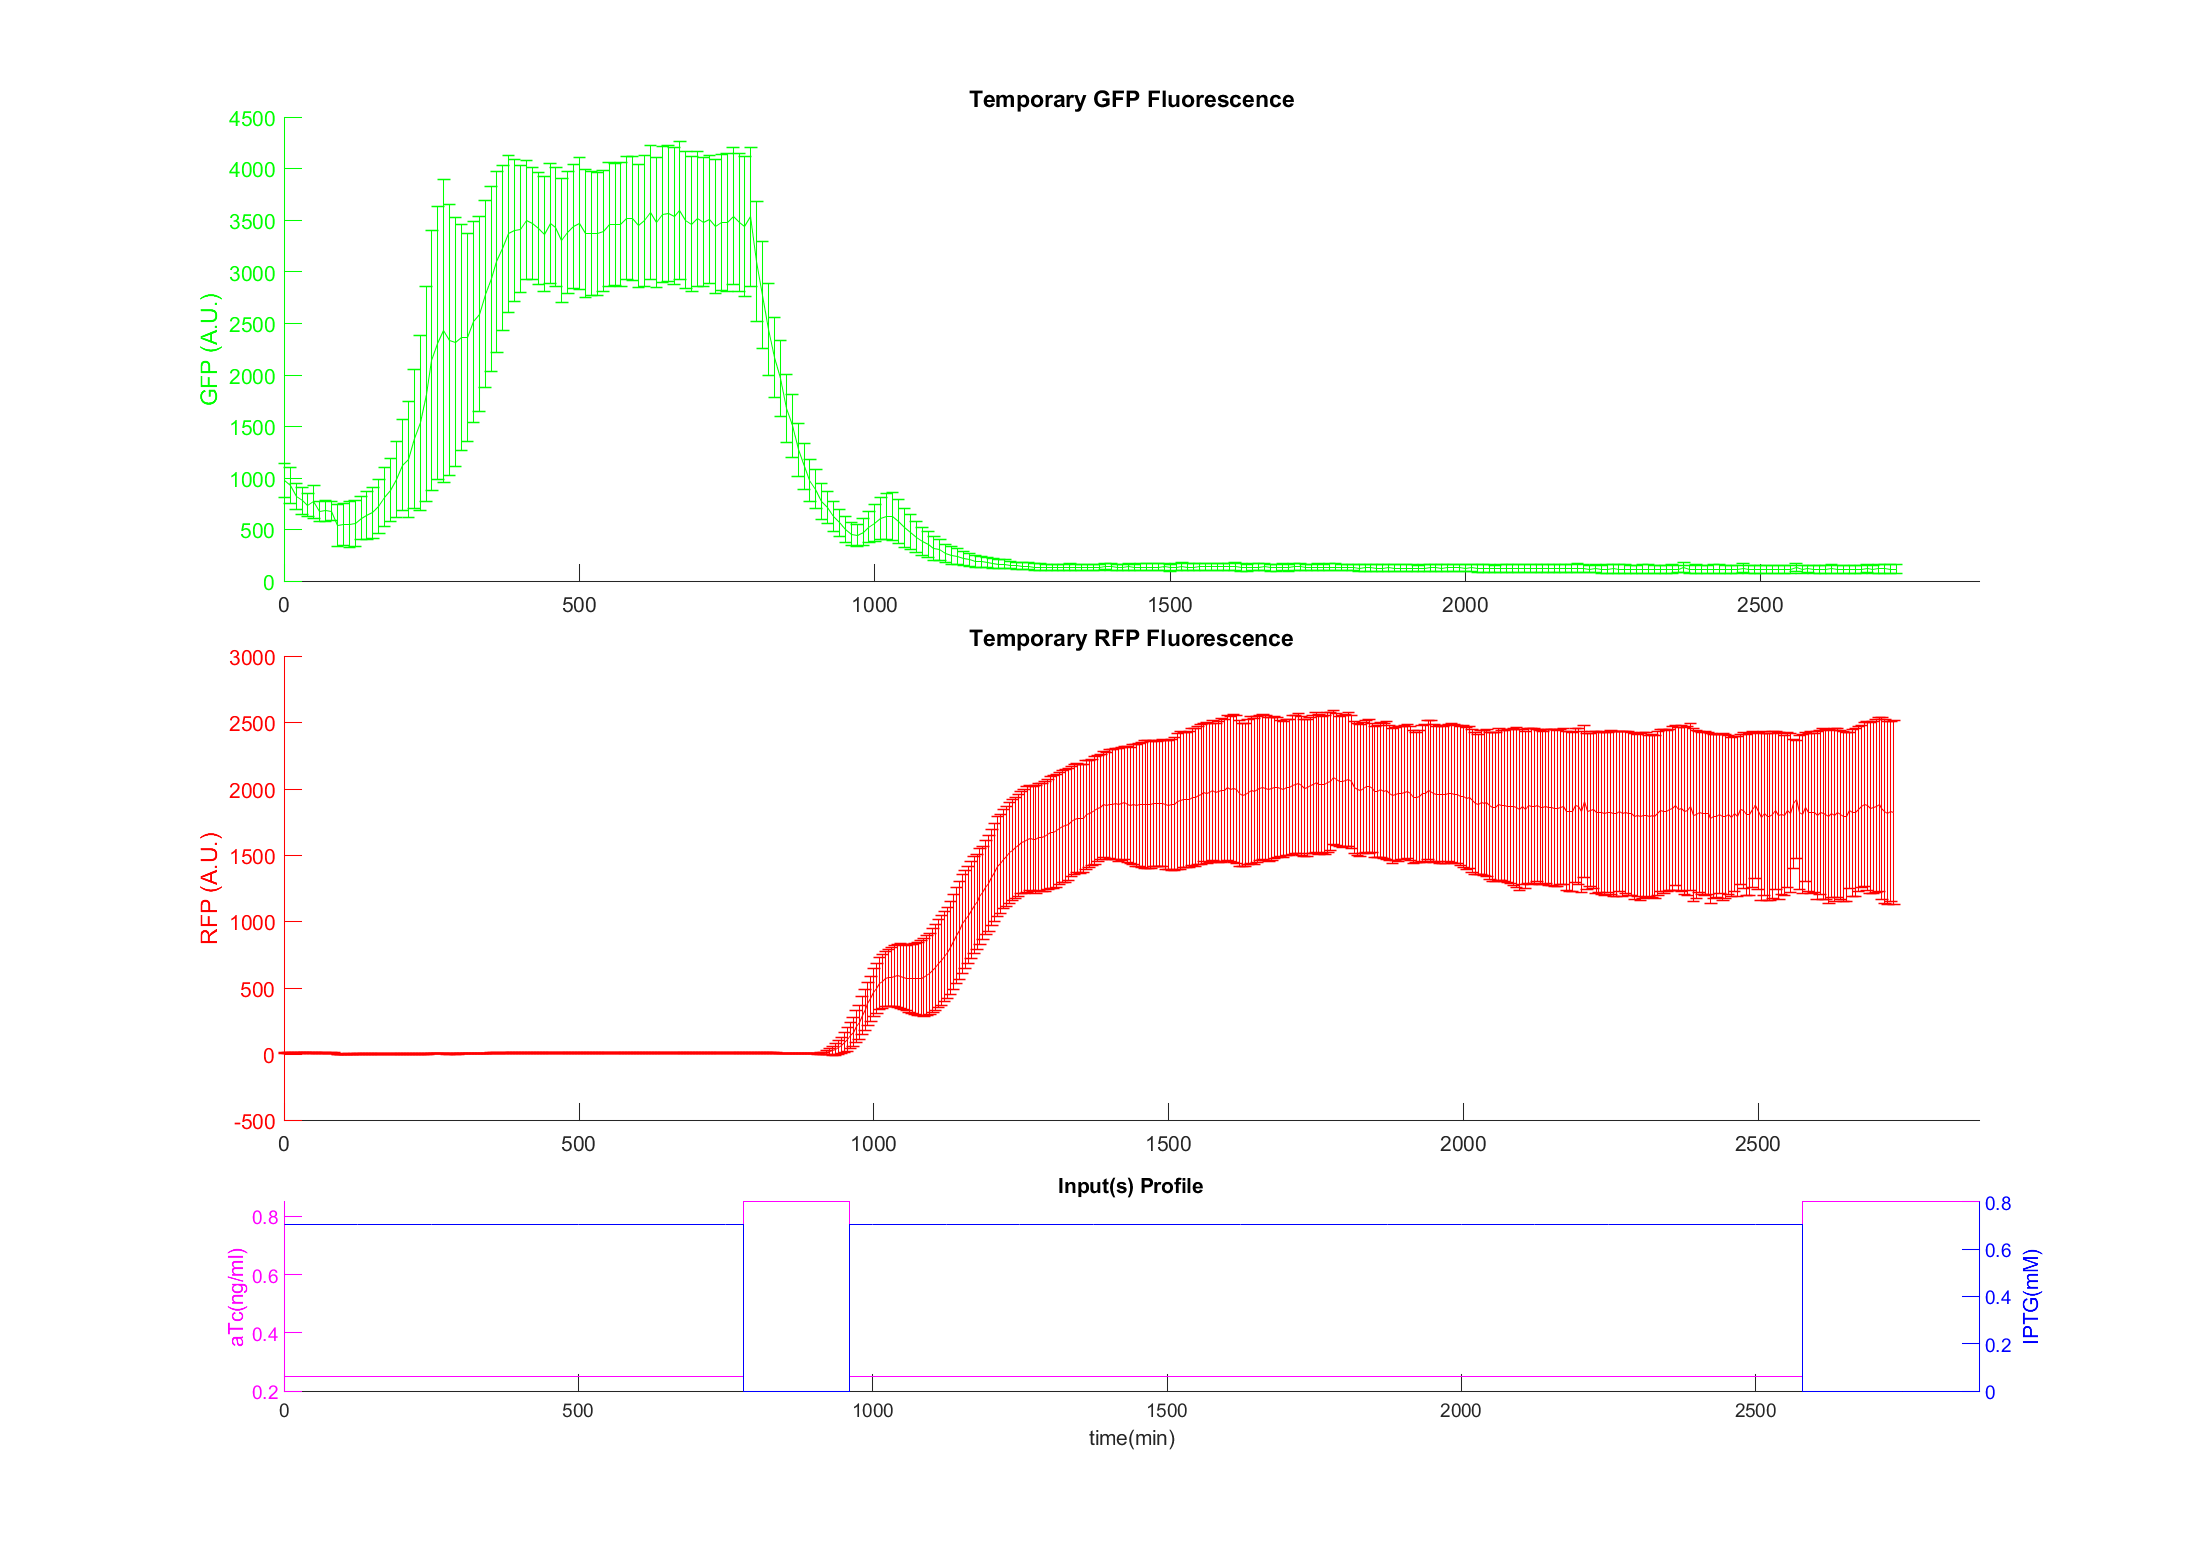 Temporary GFP Fluorescence
4500
4000
3500
3000
2500
2000
1500
1000
500
0
GFP (A.U.)
0 500 1000 1500 2000 2500
Temporary RFP Fluorescence
3000
2500
2000
1500
1000
500
0
-500
RFP (A.U.)
0 500 1000 1500 2000 2500
Input(s) Profile
0.8
0.6
0.4
0.2
aTc(ng/ml)
0.8
0.6
0.4
0.2
0
IPTG(mM)
0 500 1000 1500 2000 2500
time(min)